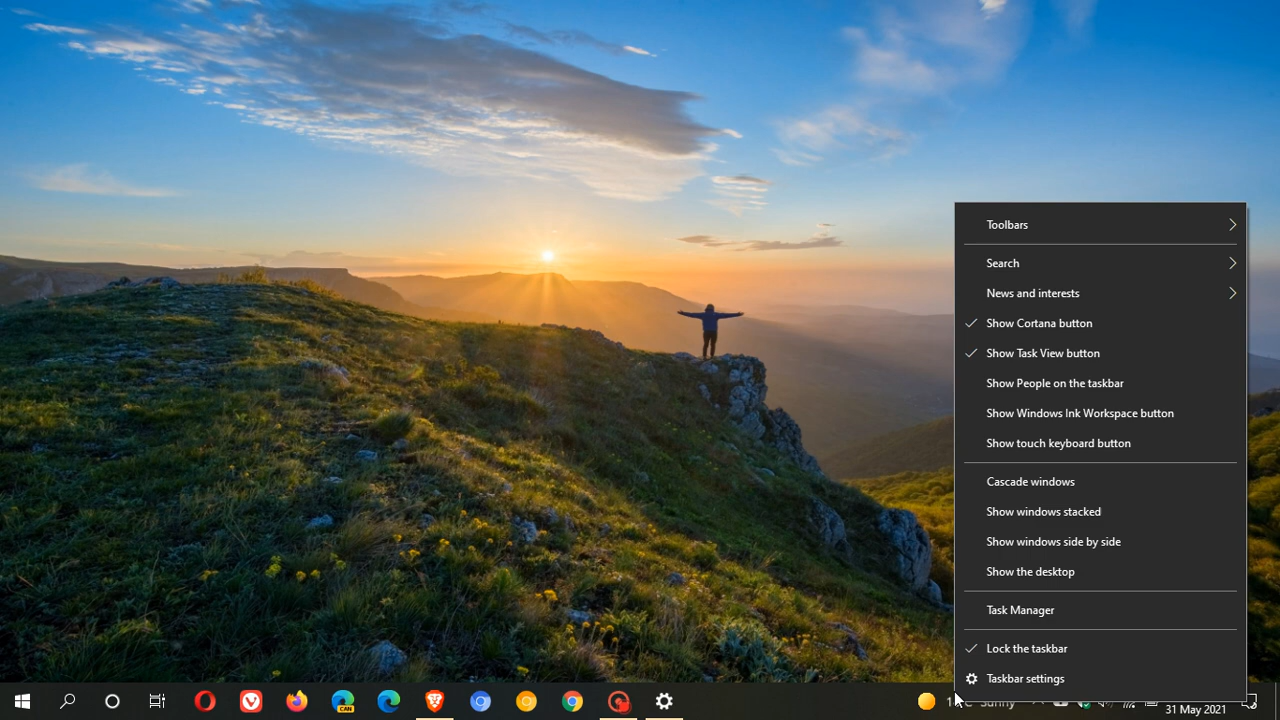 Toolbars
Search
News and interests
Show Cortana button
Show Task View button
Show People on the taskbar
Show Windows Ink Workspace button
Show touch keyboard button
Cascade windows
Show windows stacked
Show windows side by side
Show the desktop
Task Manager
Lock the taskbar
Taskbar settings
CAN
Sunny
31 May 2021